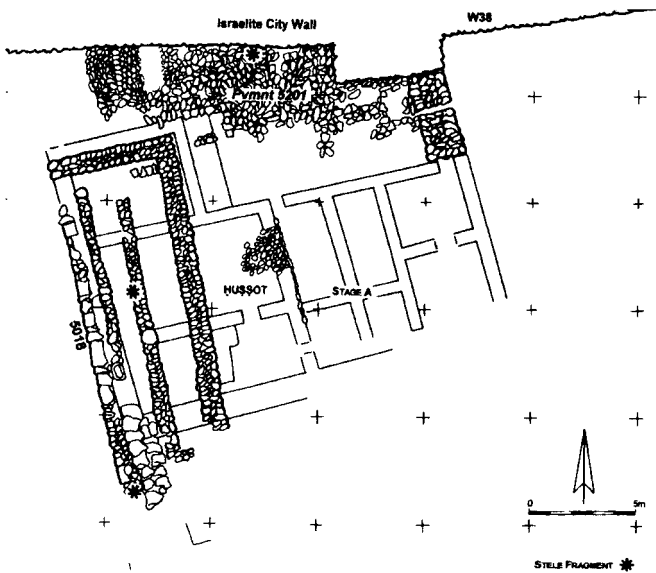 Israelite City Wall
W38
Pvmnt 5201
HUSSOT
STAGE A
5018
0 5m
STELE FRAGMENT